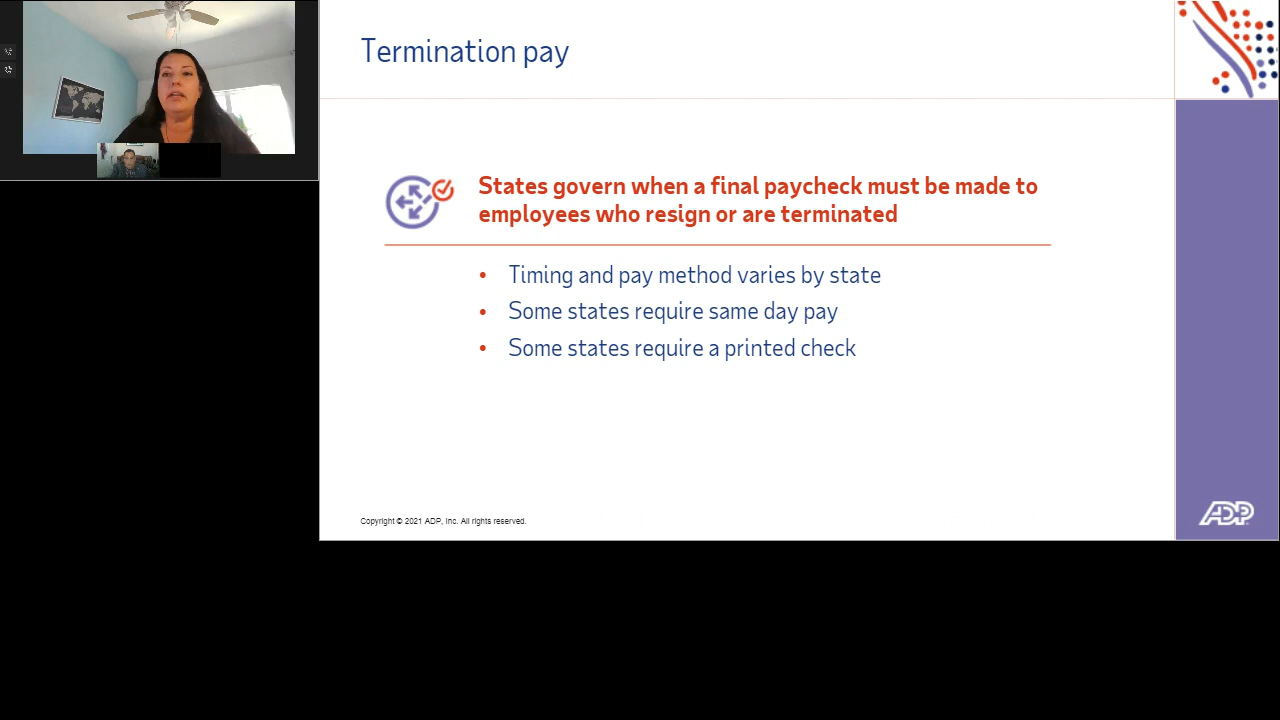 Termination pay
States govern when a final paycheck must be made to
employees who resign or are terminated
• Timing and pay method varies by state
• Some states require same day pay
• Some states require a printed check
Copyright © 2021 ADP, Inc. All rights reserved.
ADP